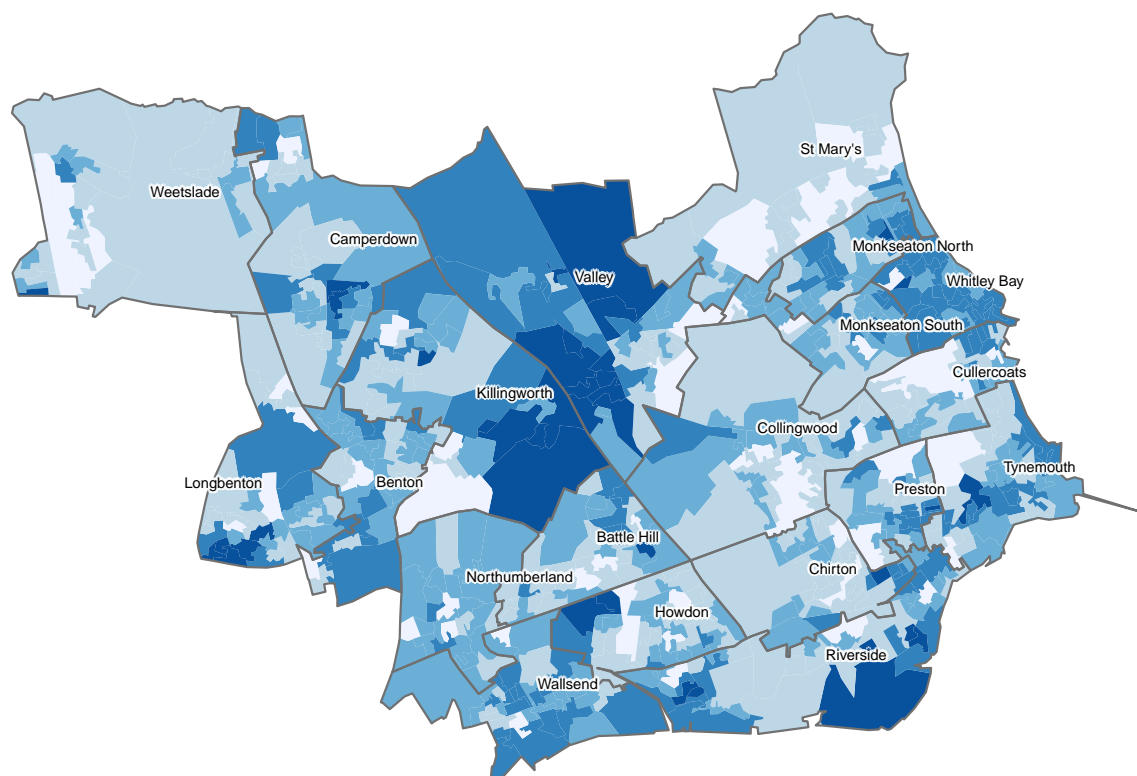 St Mary's
Weetslade
Camperdown
Monkseaton North
Valley
Whitley Bay
Monkseaton South
Cullercoats
Killingworth
Collingwood
Tynemouth
Longbenton
Benton
Preston
Battle Hill
Chirton
Northumberland
Howdon
Riverside
Wallsend